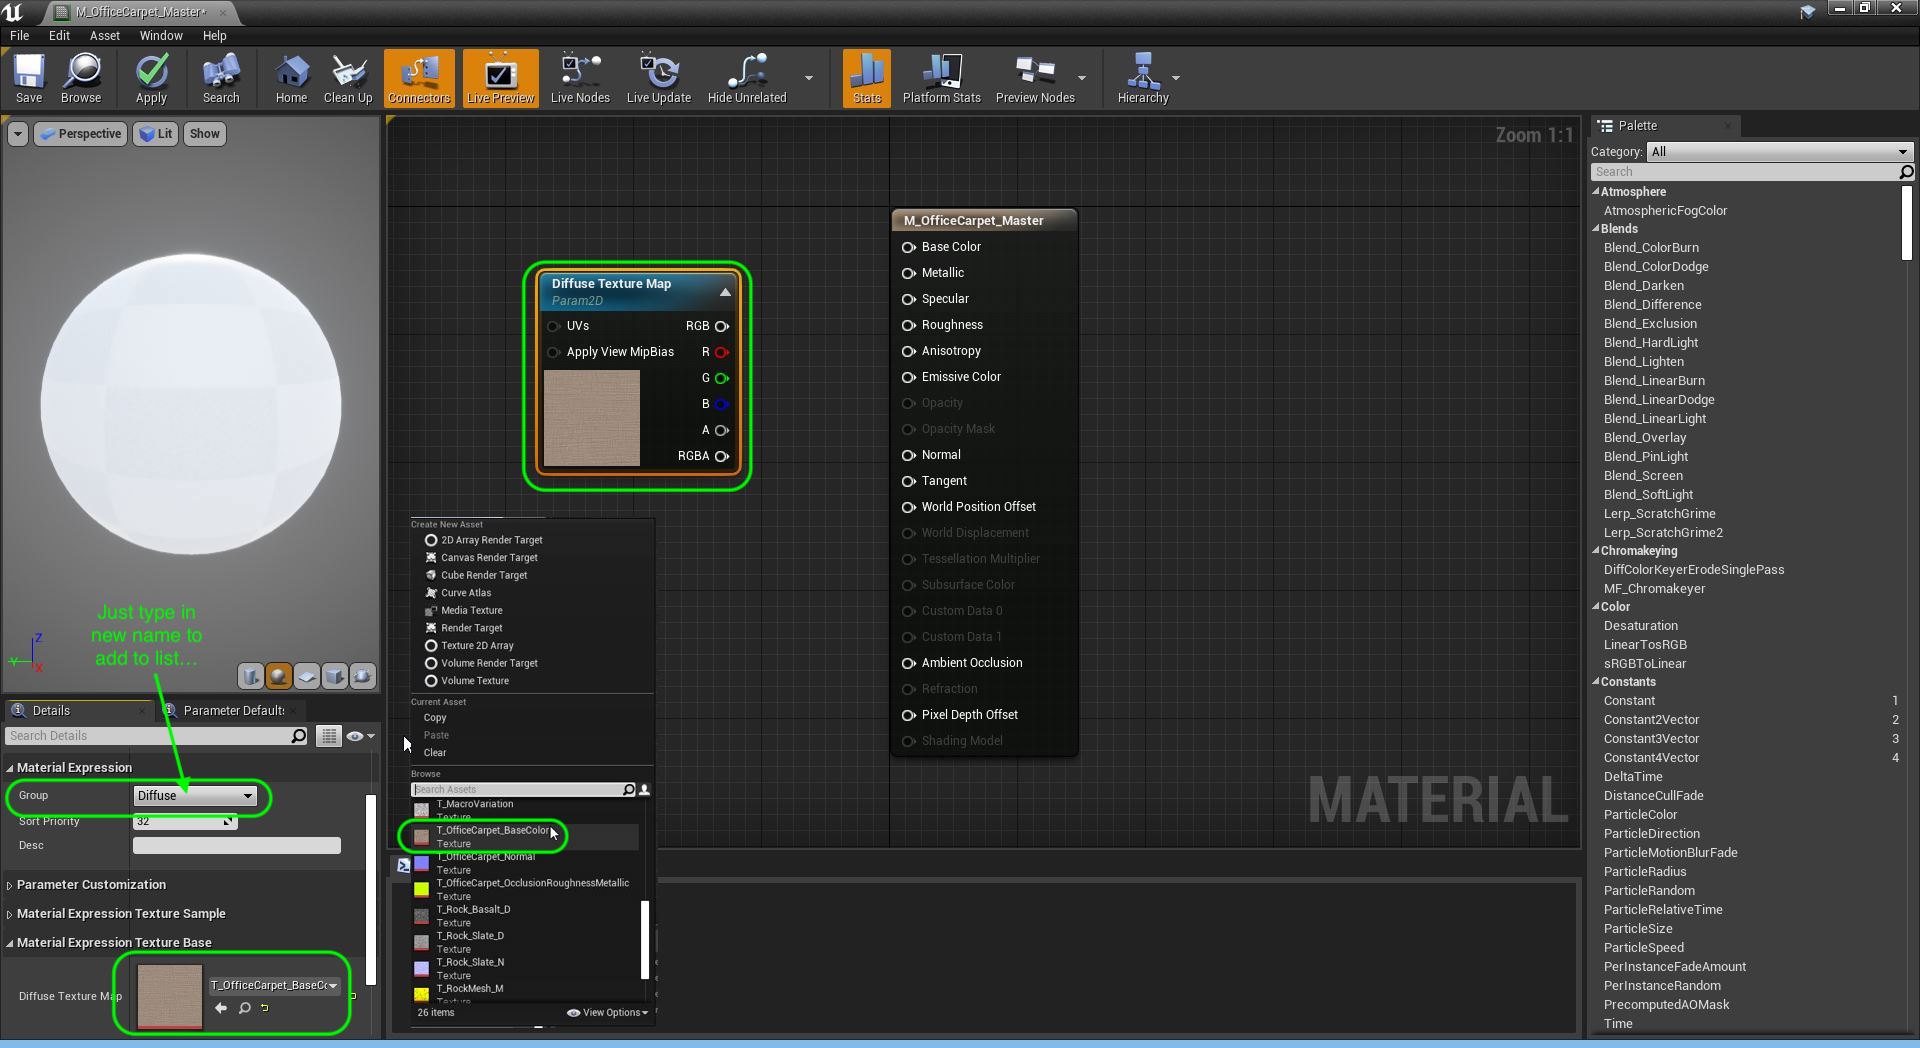 M_OfficeCarpet_Master*
File Edit Asset Window Help
Save Browse Apply Search Home Clean Up Connectors Live Preview Live Nodes Live Update Hide Unrelated Stats Platform Stats Preview Nodes Hierarchy
Perspective Lit Show
Just type in
new name to
add to list...
Z
Y
X
Zoom 1:1
Diffuse Texture Map
Param2D
UVs RGB
Apply View MipBias R
G
B
A
RGBA
M_OfficeCarpet_Master
Base Color
Metallic
Specular
Roughness
Anisotropy
Emissive Color
Opacity
Opacity Mask
Normal
Tangent
World Position Offset
World Displacement
Tessellation Multiplier
Subsurface Color
Custom Data 0
Custom Data 1
Ambient Occlusion
Refraction
Pixel Depth Offset
Shading Model
MATERIAL
Create New Asset
2D Array Render Target
Canvas Render Target
Cube Render Target
Curve Atlas
Media Texture
Render Target
Texture 2D Array
Volume Render Target
Volume Texture
Current Asset
Copy
Paste
Clear
Browse
Search Assets
T_MacroVariation
Texture
T_OfficeCarpet_BaseColor
Texture
T_OfficeCarpet_Normal
Texture
T_OfficeCarpet_OcclusionRoughnessMetallic
Texture
T_Rock_Basalt_D
Texture
T_Rock_Slate_D
Texture
T_Rock_Slate_N
Texture
T_RockMesh_M
Texture
26 items View Options
Details Parameter Defaults
Search Details
Material Expression
Group Diffuse
Sort Priority 32
Desc
Parameter Customization
Material Expression Texture Sample
Material Expression Texture Base
Diffuse Texture Map T_OfficeCarpet_BaseCo
Palette
Category: All
Search
Atmosphere
AtmosphericFogColor
Blends
Blend_ColorBurn
Blend_ColorDodge
Blend_Darken
Blend_Difference
Blend_Exclusion
Blend_HardLight
Blend_Lighten
Blend_LinearBurn
Blend_LinearDodge
Blend_LinearLight
Blend_Overlay
Blend_PinLight
Blend_Screen
Blend_SoftLight
Lerp_ScratchGrime
Lerp_ScratchGrime2
Chromakeying
DiffColorKeyerErodeSinglePass
MF_Chromakeyer
Color
Desaturation
LinearTosRGB
sRGBToLinear
Constants
Constant 1
Constant2Vector 2
Constant3Vector 3
Constant4Vector 4
DeltaTime
DistanceCullFade
ParticleColor
ParticleDirection
ParticleMotionBlurFade
ParticleRadius
ParticleRandom
ParticleRelativeTime
ParticleSize
ParticleSpeed
PerInstanceFadeAmount
PerInstanceRandom
PrecomputedAOMask
Time